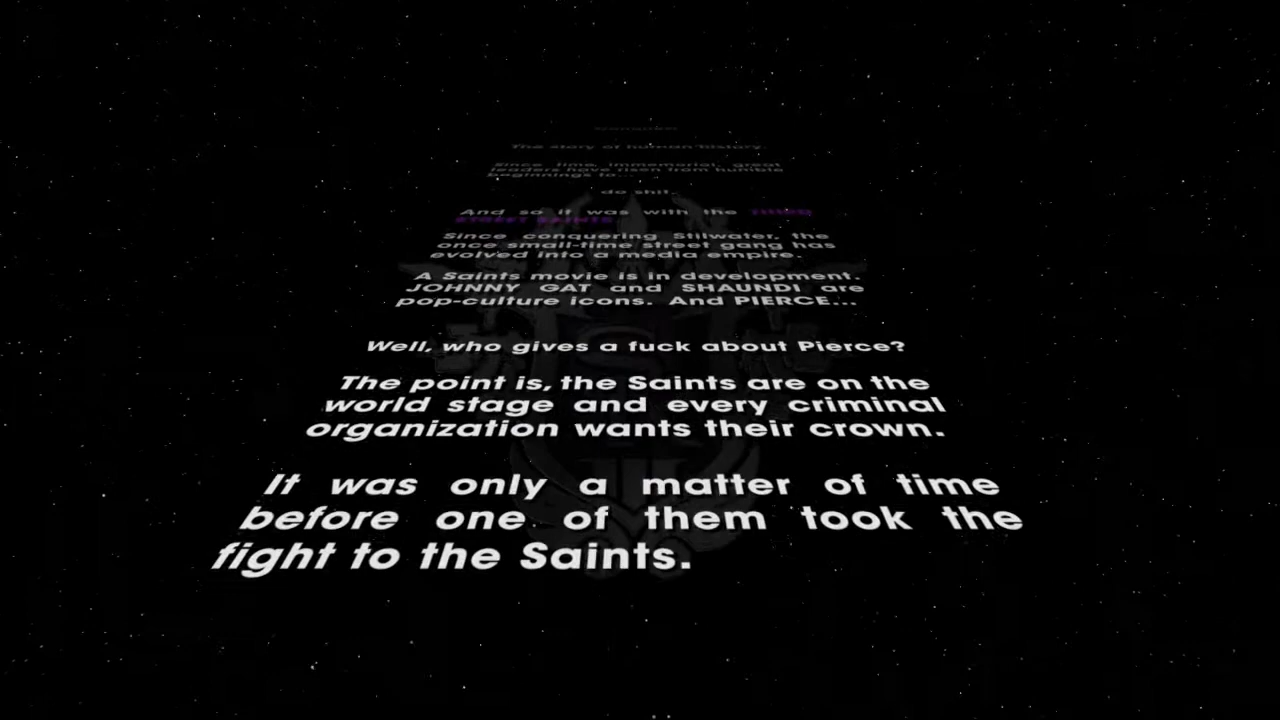 The story of human history.
Since time immemorial, great
leaders have risen from humble
beginnings to...
do shit.
And so it was with the THIRD
STREET SAINTS.
Since conquering Stilwater, the
once small-time street gang has
evolved into a media empire.
A Saints movie is in development.
JOHNNY GAT and SHAUNDI are
pop-culture icons. And PIERCE...
Well, who gives a fuck about Pierce?
The point is, the Saints are on the
world stage and every criminal
organization wants their crown.
It was only a matter of time
before one of them took the
fight to the Saints.